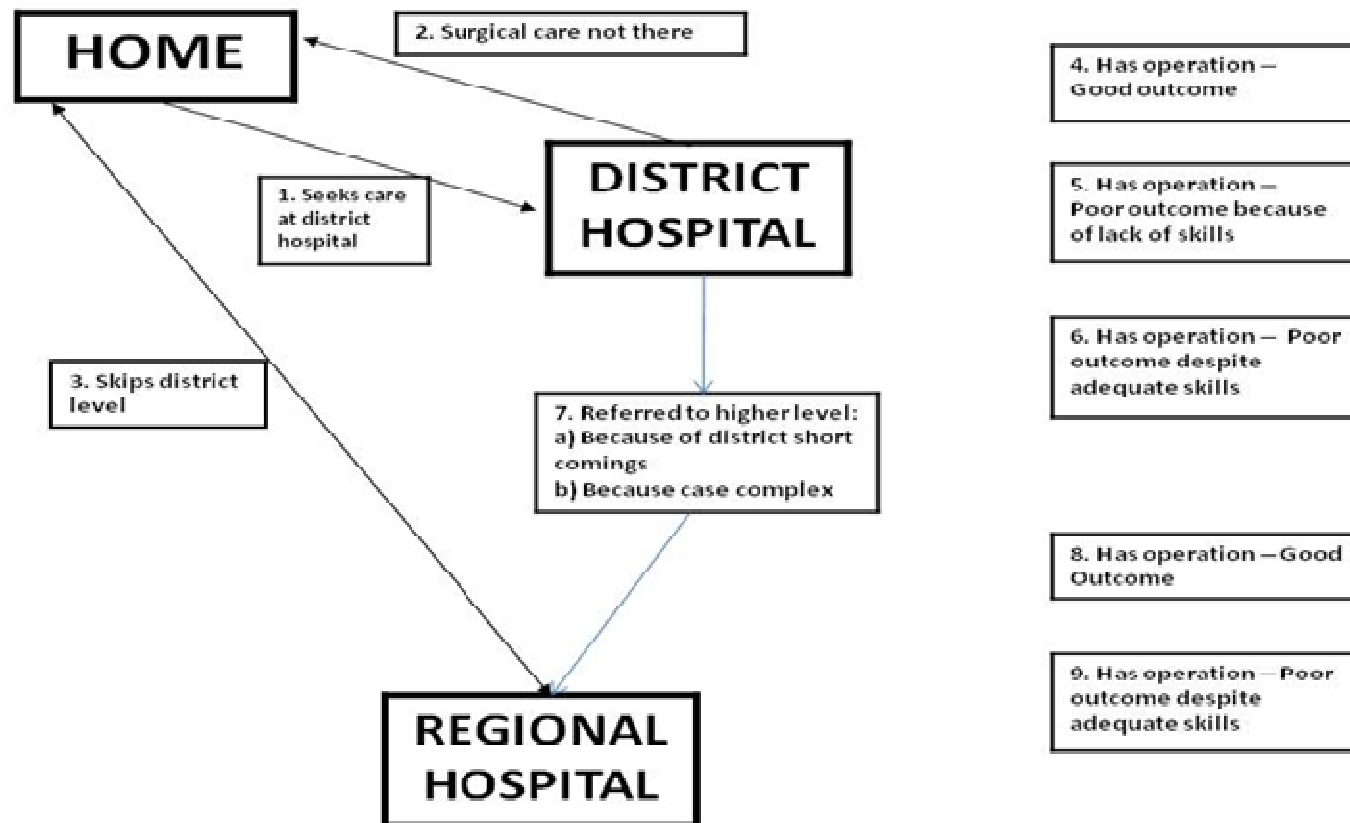 HOME
2. Surgical care not there
1. Seeks care
at district
hospital
DISTRICT
HOSPITAL
3. Skips district
level
7. Referred to higher level:
a) Because of district short
comings
b) Because case complex
REGIONAL
HOSPITAL
4. Has operation —
Good outcome
5. Has operation —
Poor outcome because
of lack of skills
6. Has operation — Poor
outcome despite
adequate skills
8. Has operation —Good
Outcome
9. Has operation —Poor
outcome despite
adequate skills